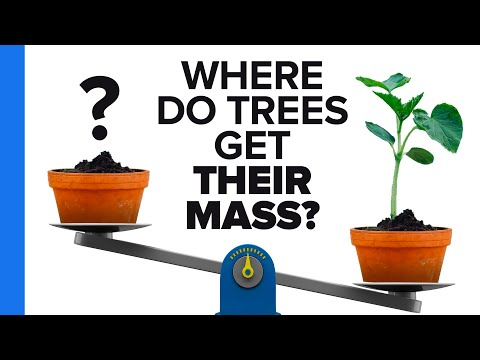 ?
WHERE
DO TREES
GET
THEIR
MASS?